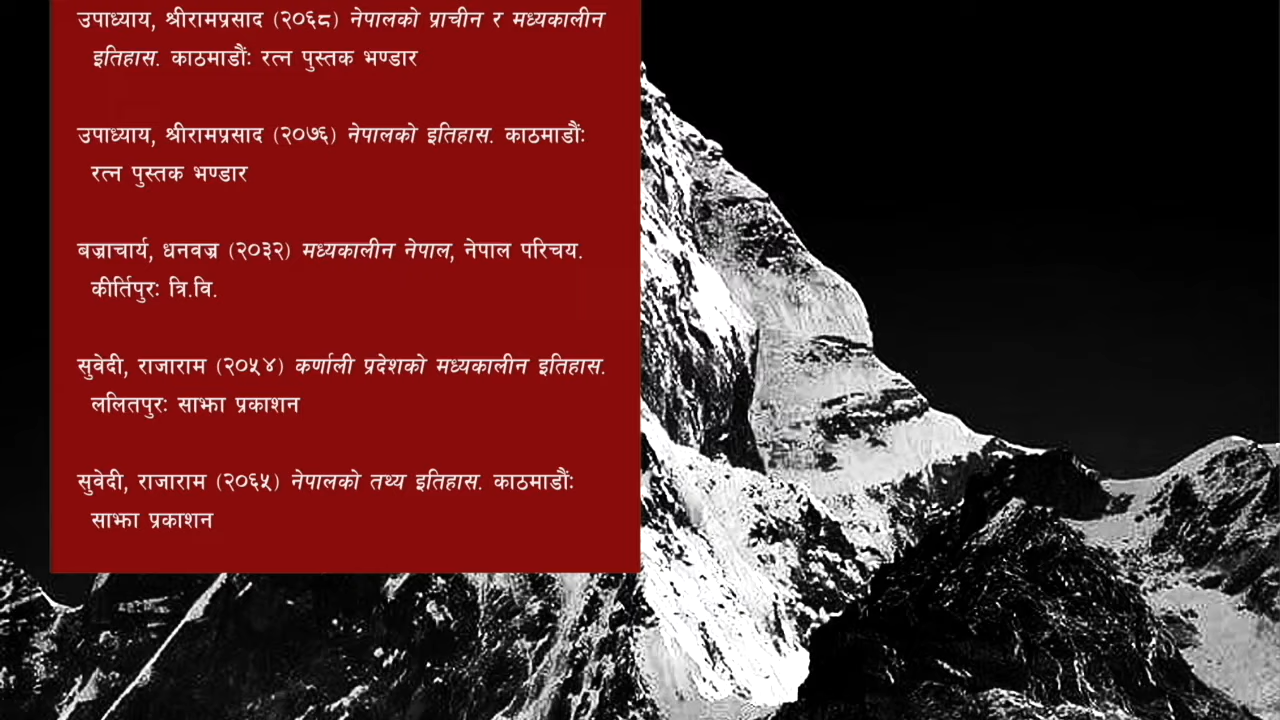 उपाध्याय, श्रीरामप्रसाद (२०६८) नेपालको प्राचीन र मध्यकालीन
इतिहास. काठमाडौंः रत्न पुस्तक भण्डार
उपाध्याय, श्रीरामप्रसाद (२०७६) नेपालको इतिहास. काठमाडौंः
रत्न पुस्तक भण्डार
बज्राचार्य, धनवज्र (२०३२) मध्यकालीन नेपाल, नेपाल परिचय.
कीर्तिपुरः त्रि.वि.
सुवेदी, राजाराम (२०५४) कर्णाली प्रदेशको मध्यकालीन इतिहास.
ललितपुरः साझा प्रकाशन
सुवेदी, राजाराम (२०६५) नेपालको तथ्य इतिहास. काठमाडौंः
साझा प्रकाशन